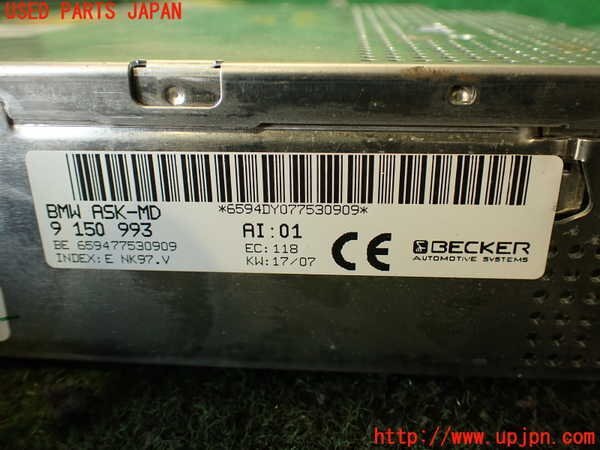 USED PARTS JAPAN
*6594DY077530909*
BMW ASK-MD
9 150 993
BE 659477530909
INDEX:E NK97.V
AI:01
EC:118
KW:17/07
CE
BECKER
AUTOMOTIVE SYSTEMS
http://www.upjpn.com/